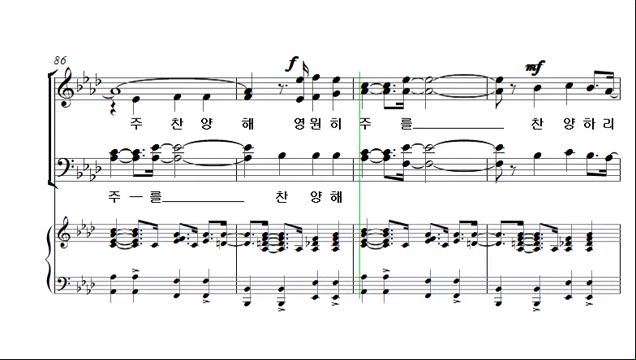 86
f
mf
주 찬 양 해 영 원 히 주 를 찬 양 하 리
주 를 찬 양 해